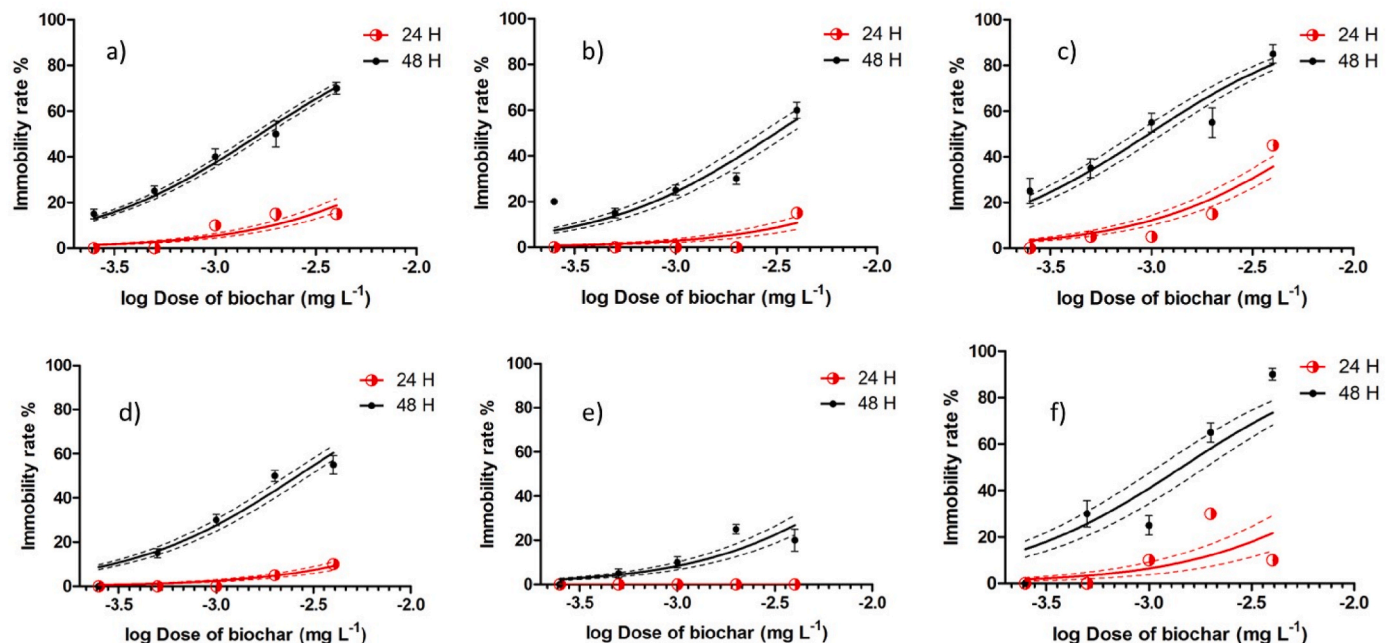 a)
24 H
48 H
Immobility rate %
100
80
60
40
20
0
-3.5
-3.0
-2.5
-2.0
log Dose of biochar (mg L⁻¹)
b)
24 H
48 H
Immobility rate %
100
80
60
40
20
0
-3.5
-3.0
-2.5
-2.0
log Dose of biochar (mg L⁻¹)
c)
24 H
48 H
Immobility rate %
100
80
60
40
20
0
-3.5
-3.0
-2.5
-2.0
log Dose of biochar (mg L⁻¹)
d)
24 H
48 H
Immobility rate %
100
80
60
40
20
0
-3.5
-3.0
-2.5
-2.0
log Dose of biochar (mg L⁻¹)
e)
24 H
48 H
Immobility rate %
100
80
60
40
20
0
-3.5
-3.0
-2.5
-2.0
log Dose of biochar (mg L⁻¹)
f)
24 H
48 H
Immobility rate %
100
80
60
40
20
0
-3.5
-3.0
-2.5
-2.0
log Dose of biochar (mg L⁻¹)